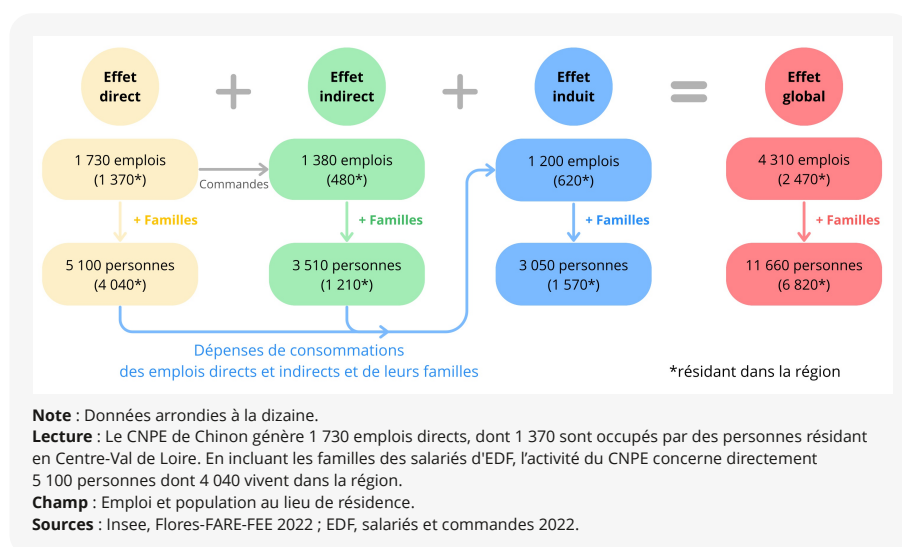 Effet
direct
+
Effet
indirect
+
Effet
induit
=
Effet
global
1 730 emplois
(1 370*)
Commandes
1 380 emplois
(480*)
1 200 emplois
(620*)
4 310 emplois
(2 470*)
+ Familles
+ Familles
+ Familles
+ Familles
5 100 personnes
(4 040*)
3 510 personnes
(1 210*)
3 050 personnes
(1 570*)
11 660 personnes
(6 820*)
Dépenses de consommations
des emplois directs et indirects et de leurs familles
*résidant dans la région
Note : Données arrondies à la dizaine.
Lecture : Le CNPE de Chinon génère 1 730 emplois directs, dont 1 370 sont occupés par des personnes résidant
en Centre-Val de Loire. En incluant les familles des salariés d'EDF, l’activité du CNPE concerne directement
5 100 personnes dont 4 040 vivent dans la région.
Champ : Emploi et population au lieu de résidence.
Sources : Insee, Flores-FARE-FEE 2022 ; EDF, salariés et commandes 2022.